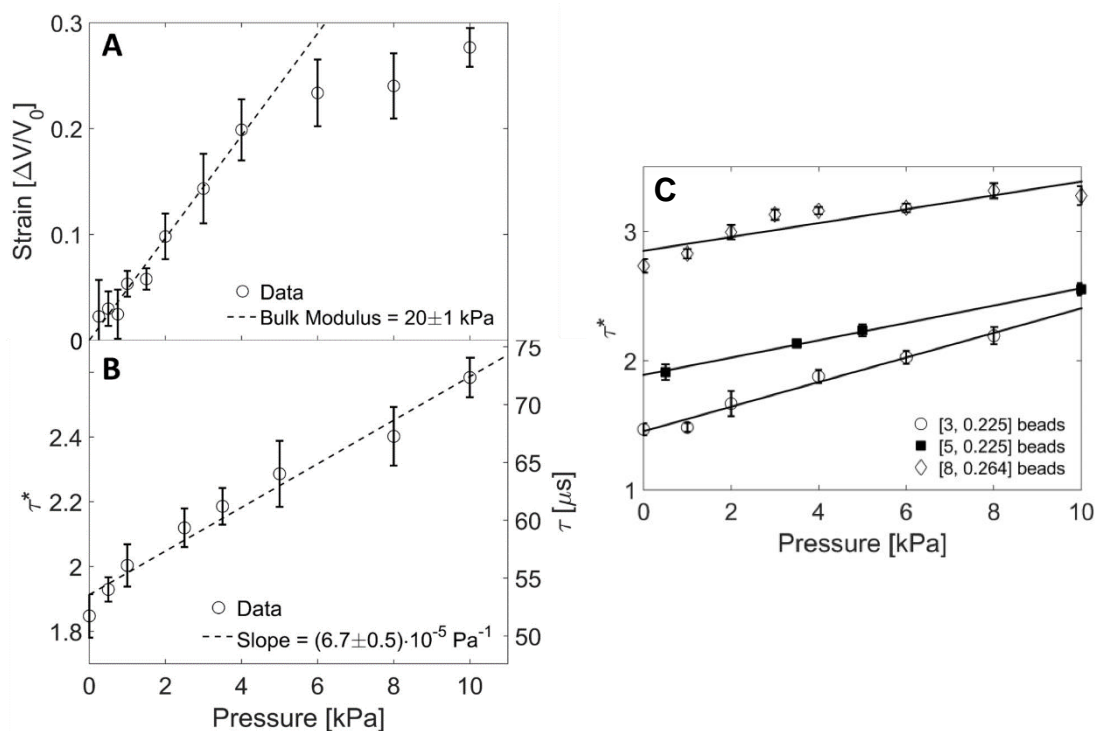 A
0.3
0.2
0.1
0
Strain [ΔV/V₀]
Data
Bulk Modulus = 20±1 kPa
B
2.4
2.2
2
1.8
τ*
75
70
65
60
55
50
τ [μs]
Data
Slope = (6.7±0.5)·10⁻⁵ Pa⁻¹
0 2 4 6 8 10
Pressure [kPa]
C
3
2
1
τ*
[3, 0.225] beads
[5, 0.225] beads
[8, 0.264] beads
0 2 4 6 8 10
Pressure [kPa]